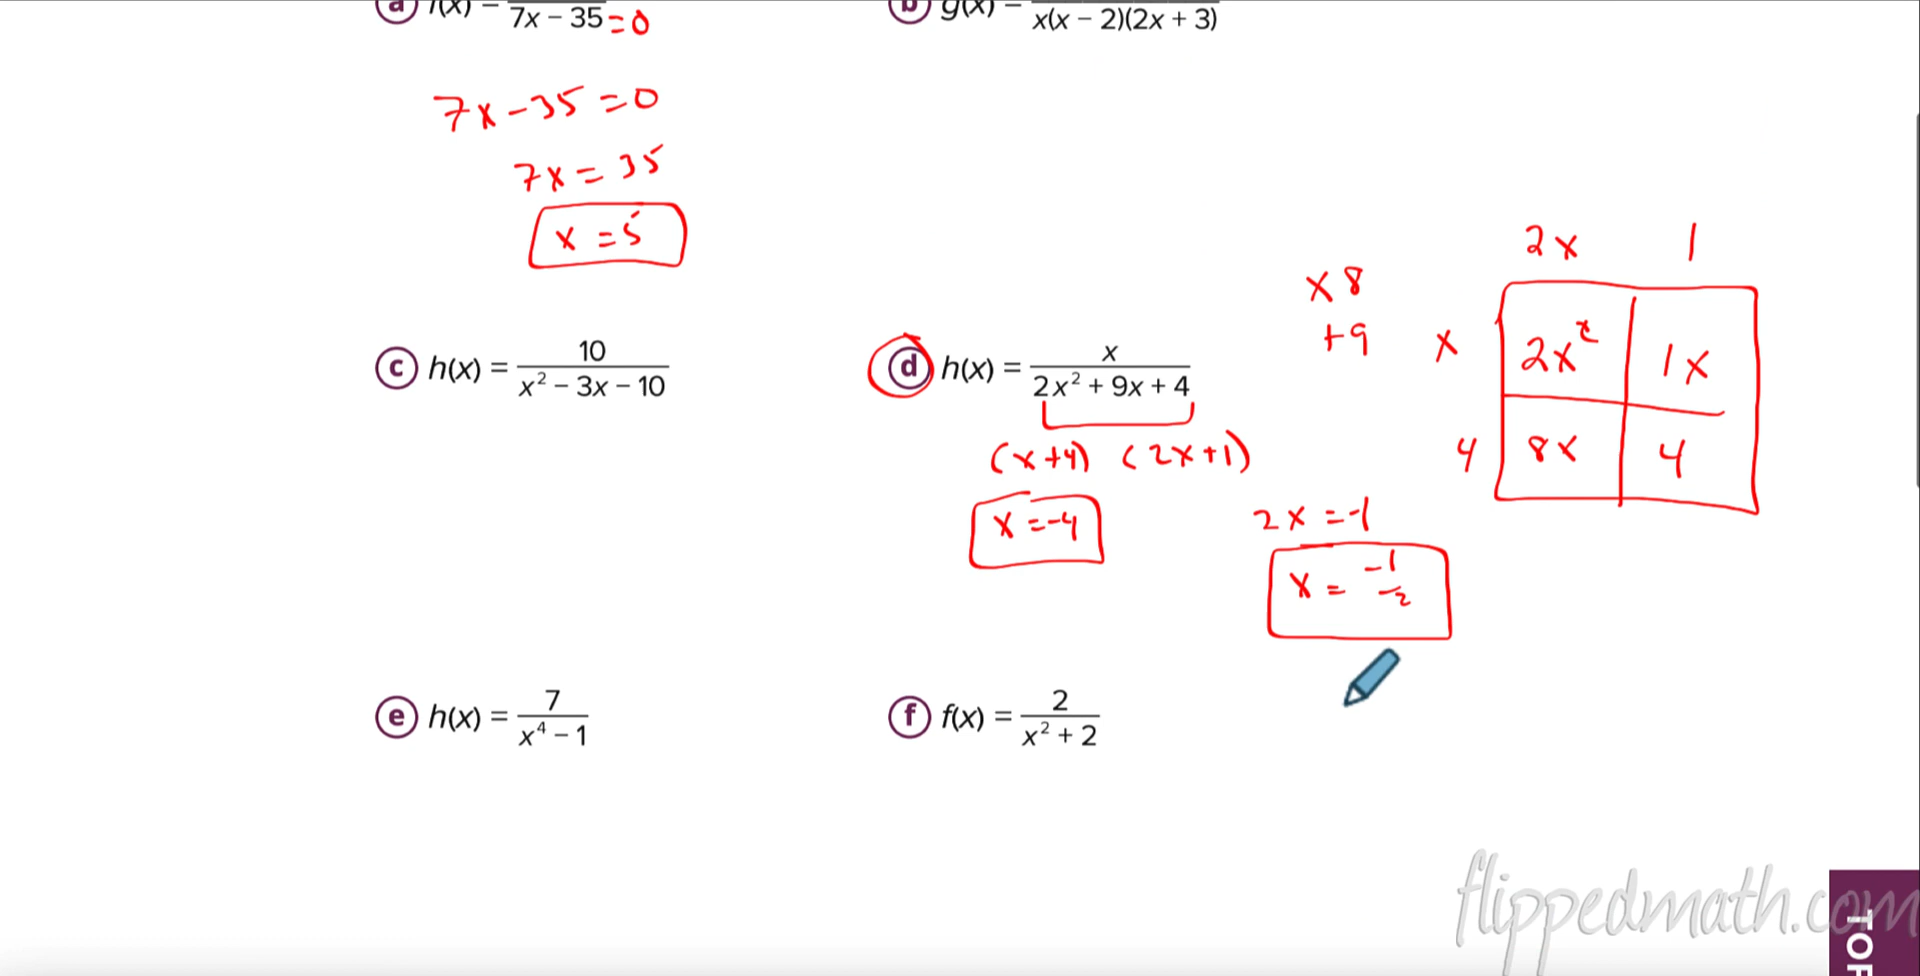 a f(x) = 7x − 35 = 0
b g(x) = x(x − 2)(2x + 3)
7x − 35 = 0
7x = 35
x = 5
c h(x) = 10 / (x² − 3x − 10)
d h(x) = x / (2x² + 9x + 4)
(x+4) (2x+1)
x = -4
2x = -1
x = -1/2
x 8
+9
2x 1
x 2x² 1x
4 8x 4
e h(x) = 7 / (x⁴ − 1)
f f(x) = 2 / (x² + 2)
flippedmath.com